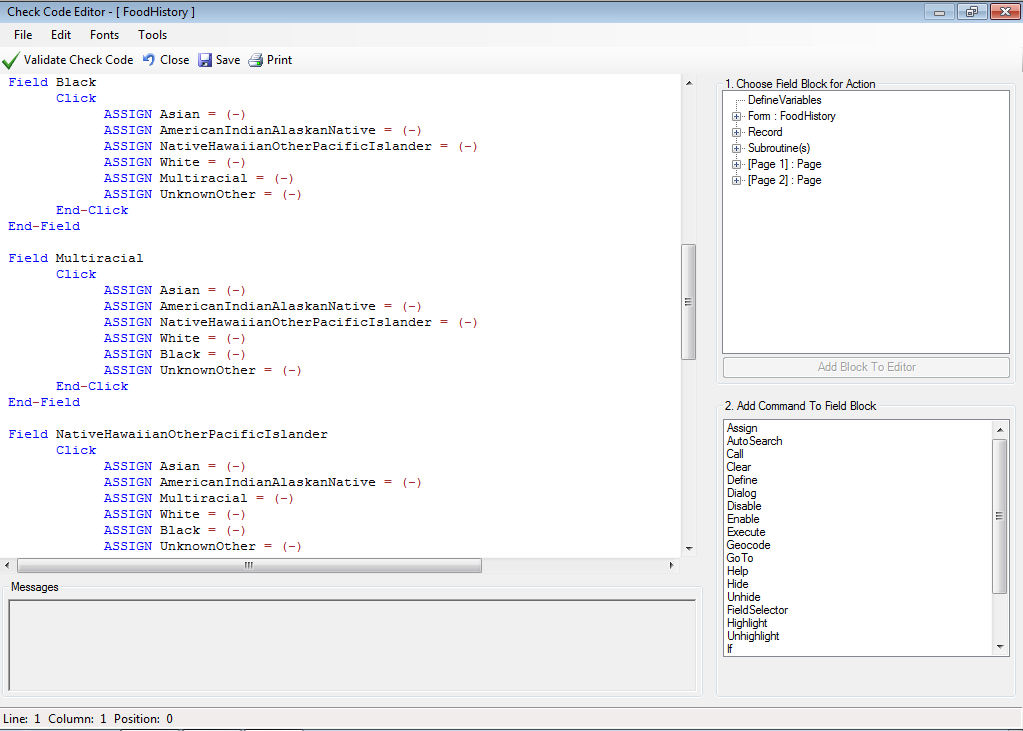 Check Code Editor - [ FoodHistory ]
File Edit Fonts Tools
Validate Check Code Close Save Print
Field Black
Click
ASSIGN Asian = (-)
ASSIGN AmericanIndianAlaskanNative = (-)
ASSIGN NativeHawaiianOtherPacificIslander = (-)
ASSIGN White = (-)
ASSIGN Multiracial = (-)
ASSIGN UnknownOther = (-)
End-Click
End-Field
Field Multiracial
Click
ASSIGN Asian = (-)
ASSIGN AmericanIndianAlaskanNative = (-)
ASSIGN NativeHawaiianOtherPacificIslander = (-)
ASSIGN White = (-)
ASSIGN Black = (-)
ASSIGN UnknownOther = (-)
End-Click
End-Field
Field NativeHawaiianOtherPacificIslander
Click
ASSIGN Asian = (-)
ASSIGN AmericanIndianAlaskanNative = (-)
ASSIGN Multiracial = (-)
ASSIGN White = (-)
ASSIGN Black = (-)
ASSIGN UnknownOther = (-)
Messages
1. Choose Field Block for Action
DefineVariables
Form : FoodHistory
Record
Subroutine(s)
[Page 1] : Page
[Page 2] : Page
Add Block To Editor
2. Add Command To Field Block
Assign
AutoSearch
Call
Clear
Define
Dialog
Disable
Enable
Execute
Geocode
GoTo
Help
Hide
Unhide
FieldSelector
Highlight
Unhighlight
If
Line: 1 Column: 1 Position: 0